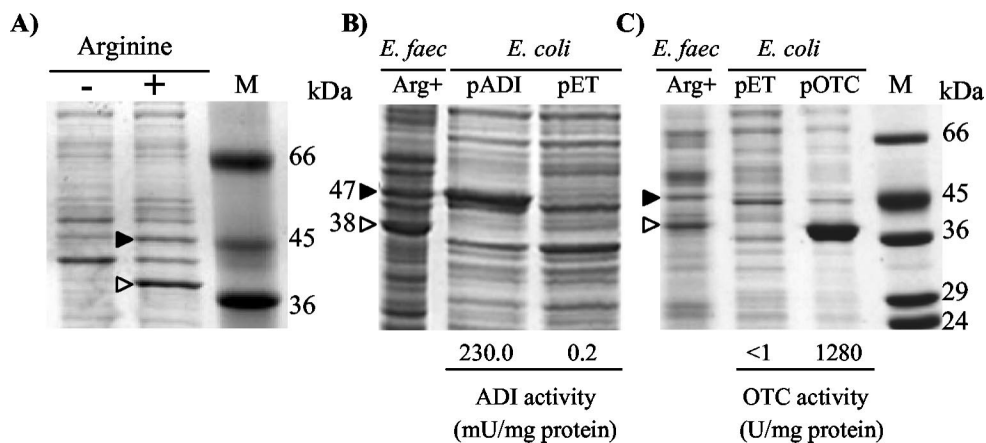 A)
Arginine
- + M kDa
66
45
36
B)
E. faec E. coli
Arg+ pADI pET
47
38
230.0 0.2
ADI activity
(mU/mg protein)
C)
E. faec E. coli
Arg+ pET pOTC M
kDa
66
45
36
29
24
<1 1280
OTC activity
(U/mg protein)